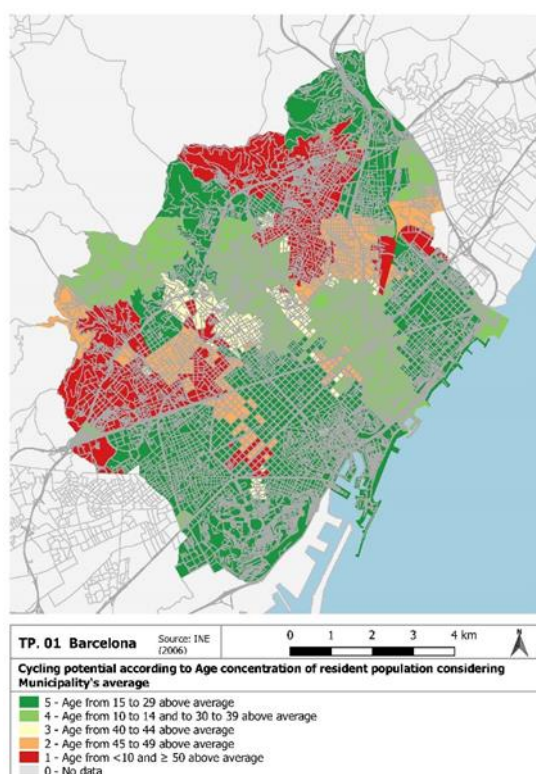 TP. 01 Barcelona
Source: INE
(2006)
0 1 2 3 4 km
N
Cycling potential according to Age concentration of resident population considering
Municipality's average
5 - Age from 15 to 29 above average
4 - Age from 10 to 14 and to 30 to 39 above average
3 - Age from 40 to 44 above average
2 - Age from 45 to 49 above average
1 - Age from <10 and ≥ 50 above average
0 - No data